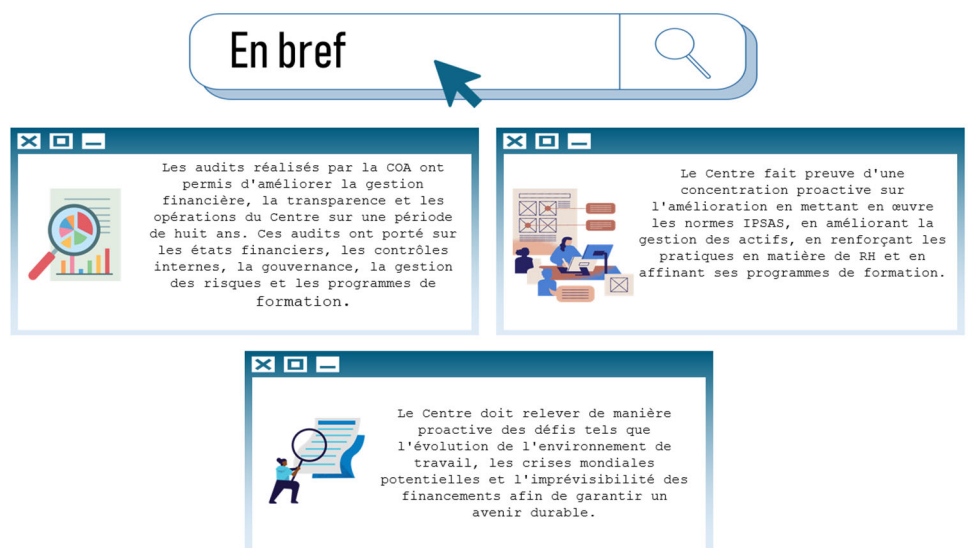 En bref
Les audits réalisés par la COA ont
permis d'améliorer la gestion
financière, la transparence et les
opérations du Centre sur une période
de huit ans. Ces audits ont porté sur
les états financiers, les contrôles
internes, la gouvernance, la gestion
des risques et les programmes de
formation.
Le Centre fait preuve d'une
concentration proactive sur
l'amélioration en mettant en œuvre
les normes IPSAS, en améliorant la
gestion des actifs, en renforçant les
pratiques en matière de RH et en
affinant ses programmes de formation.
Le Centre doit relever de manière
proactive des défis tels que
l'évolution de l'environnement de
travail, les crises mondiales
potentielles et l'imprévisibilité des
financements afin de garantir un
avenir durable.